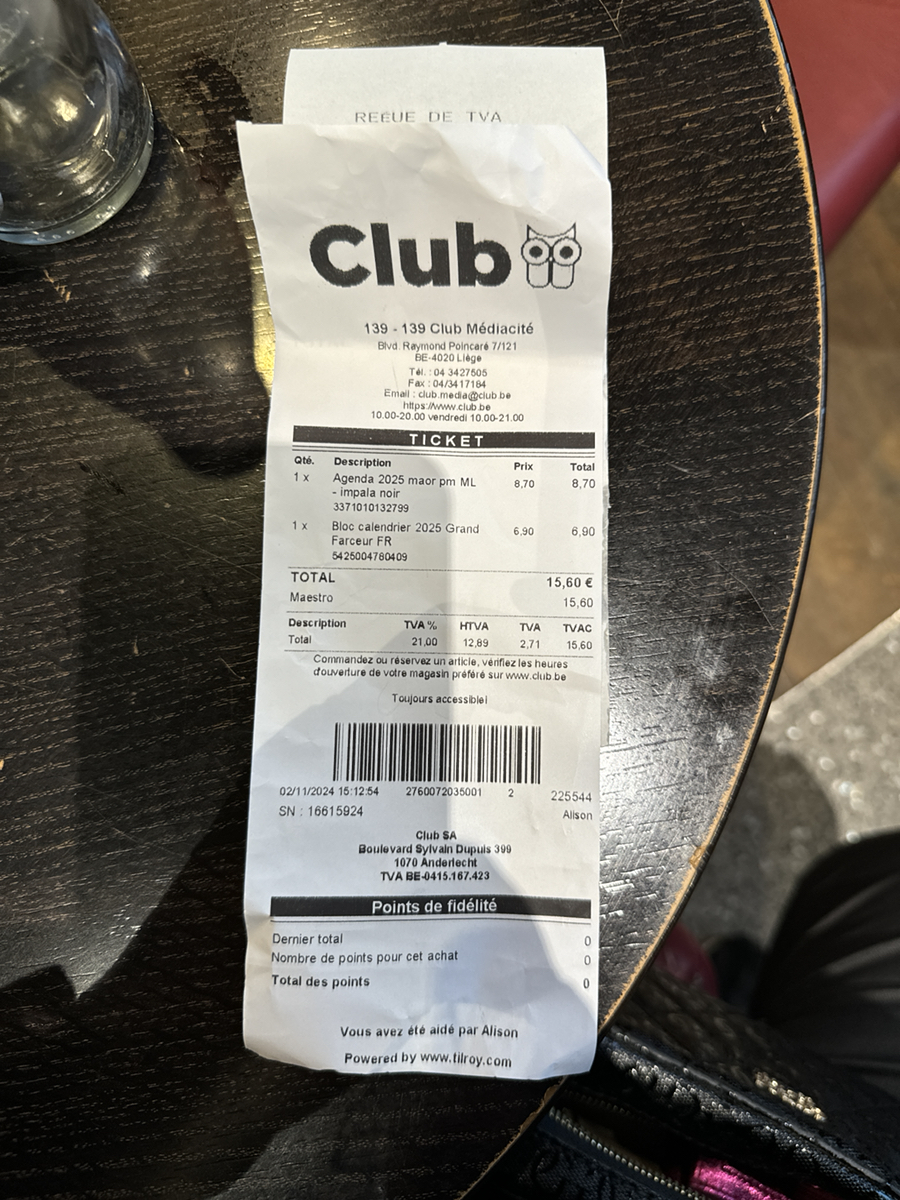 REÉUE DE TVA
Club
139 - 139 Club Médiacité
Blvd. Raymond Poincaré 7/121
BE-4020 Liège
Tél. : 04 3427505
Fax : 04/3417184
Email : club.media@club.be
https://www.club.be
10.00-20.00 vendredi 10.00-21.00
TICKET
Qté. Description Prix Total
1 x Agenda 2025 maor pm ML 8,70 8,70
- impala noir
3371010132799
1 x Bloc calendrier 2025 Grand 6,90 6,90
Farceur FR
5425004780409
TOTAL 15,60 €
Maestro 15,60
Description TVA % HTVA TVA TVAC
Total 21,00 12,89 2,71 15,60
Commandez ou réservez un article, vérifiez les heures
d'ouverture de votre magasin préféré sur www.club.be
Toujours accessible!
02/11/2024 15:12:54 2760072035001 2 225544
SN : 16615924 Alison
Club SA
Boulevard Sylvain Dupuis 399
1070 Anderlecht
TVA BE-0415.167.423
Points de fidélité
Dernier total 0
Nombre de points pour cet achat 0
Total des points 0
Vous avez été aidé par Alison
Powered by www.tilroy.com